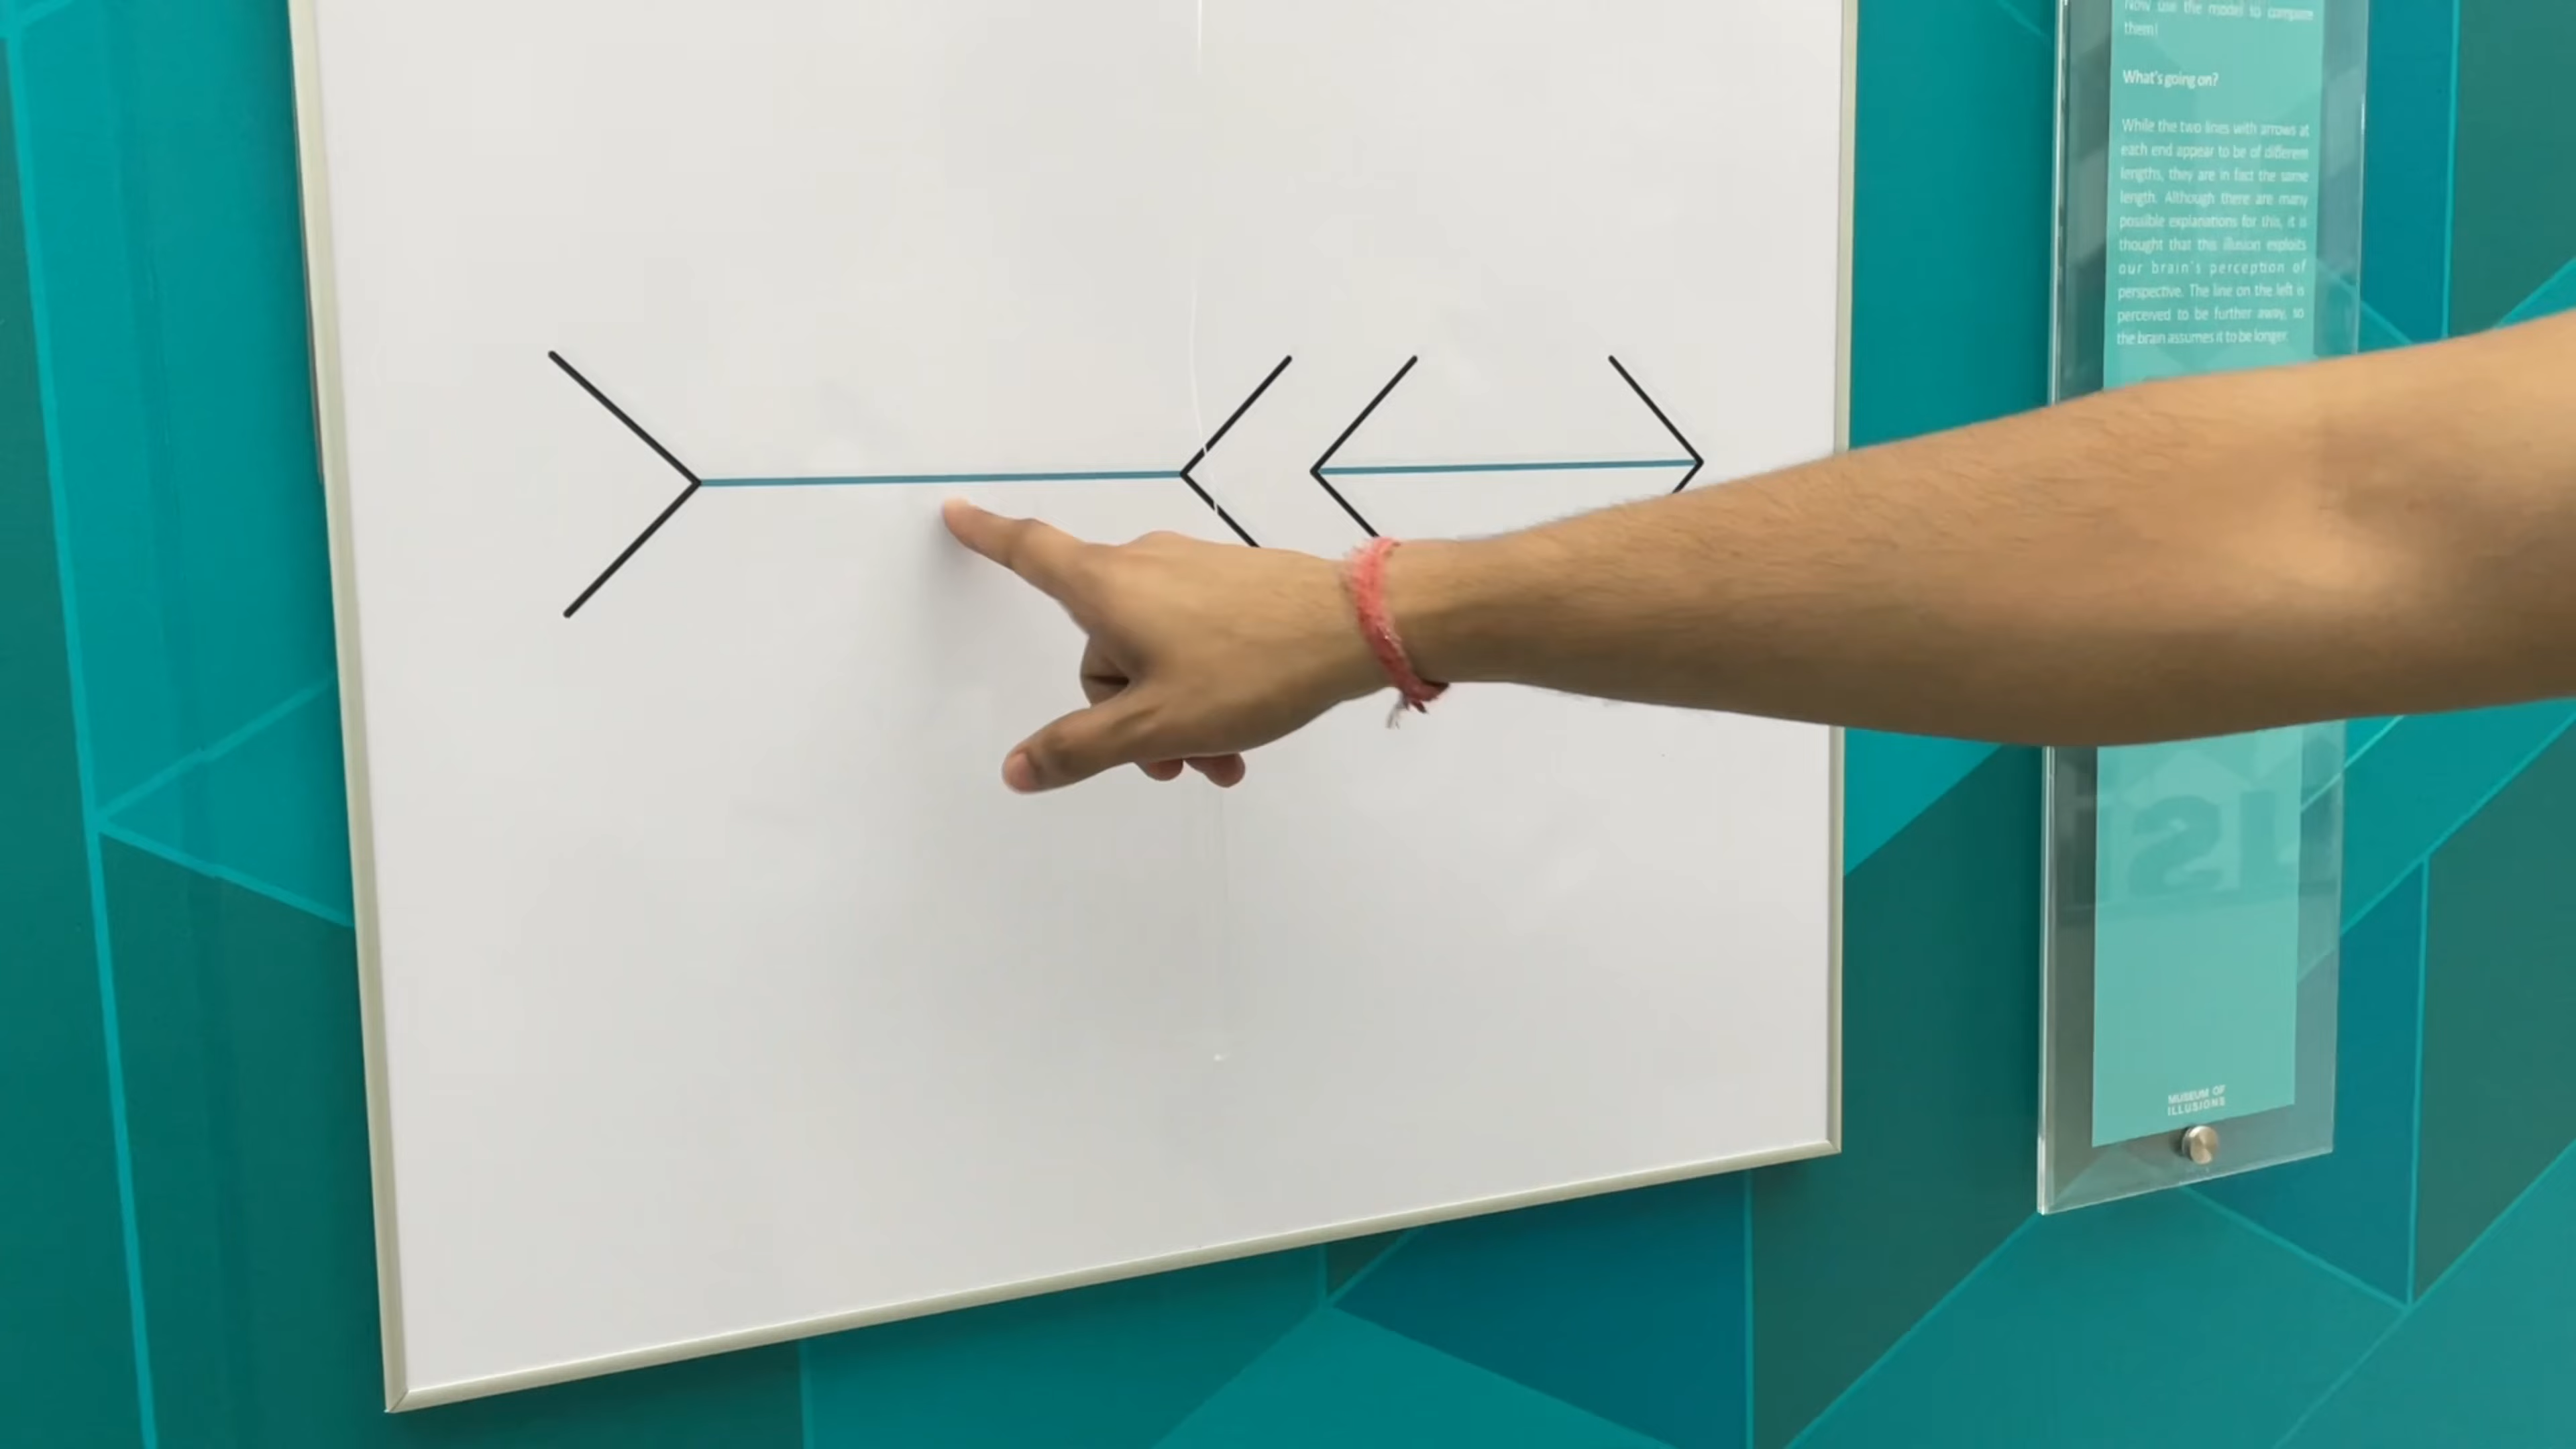 Now use the model to compare
them!
What's going on?
While the two lines with arrows at
each end appear to be of different
lengths, they are in fact the same
length. Although there are many
possible explanations for this, it is
thought that this illusion exploits
our brain's perception of
perspective. The line on the left is
perceived to be further away, so
the brain assumes it to be longer.
MUSEUM OF
ILLUSIONS